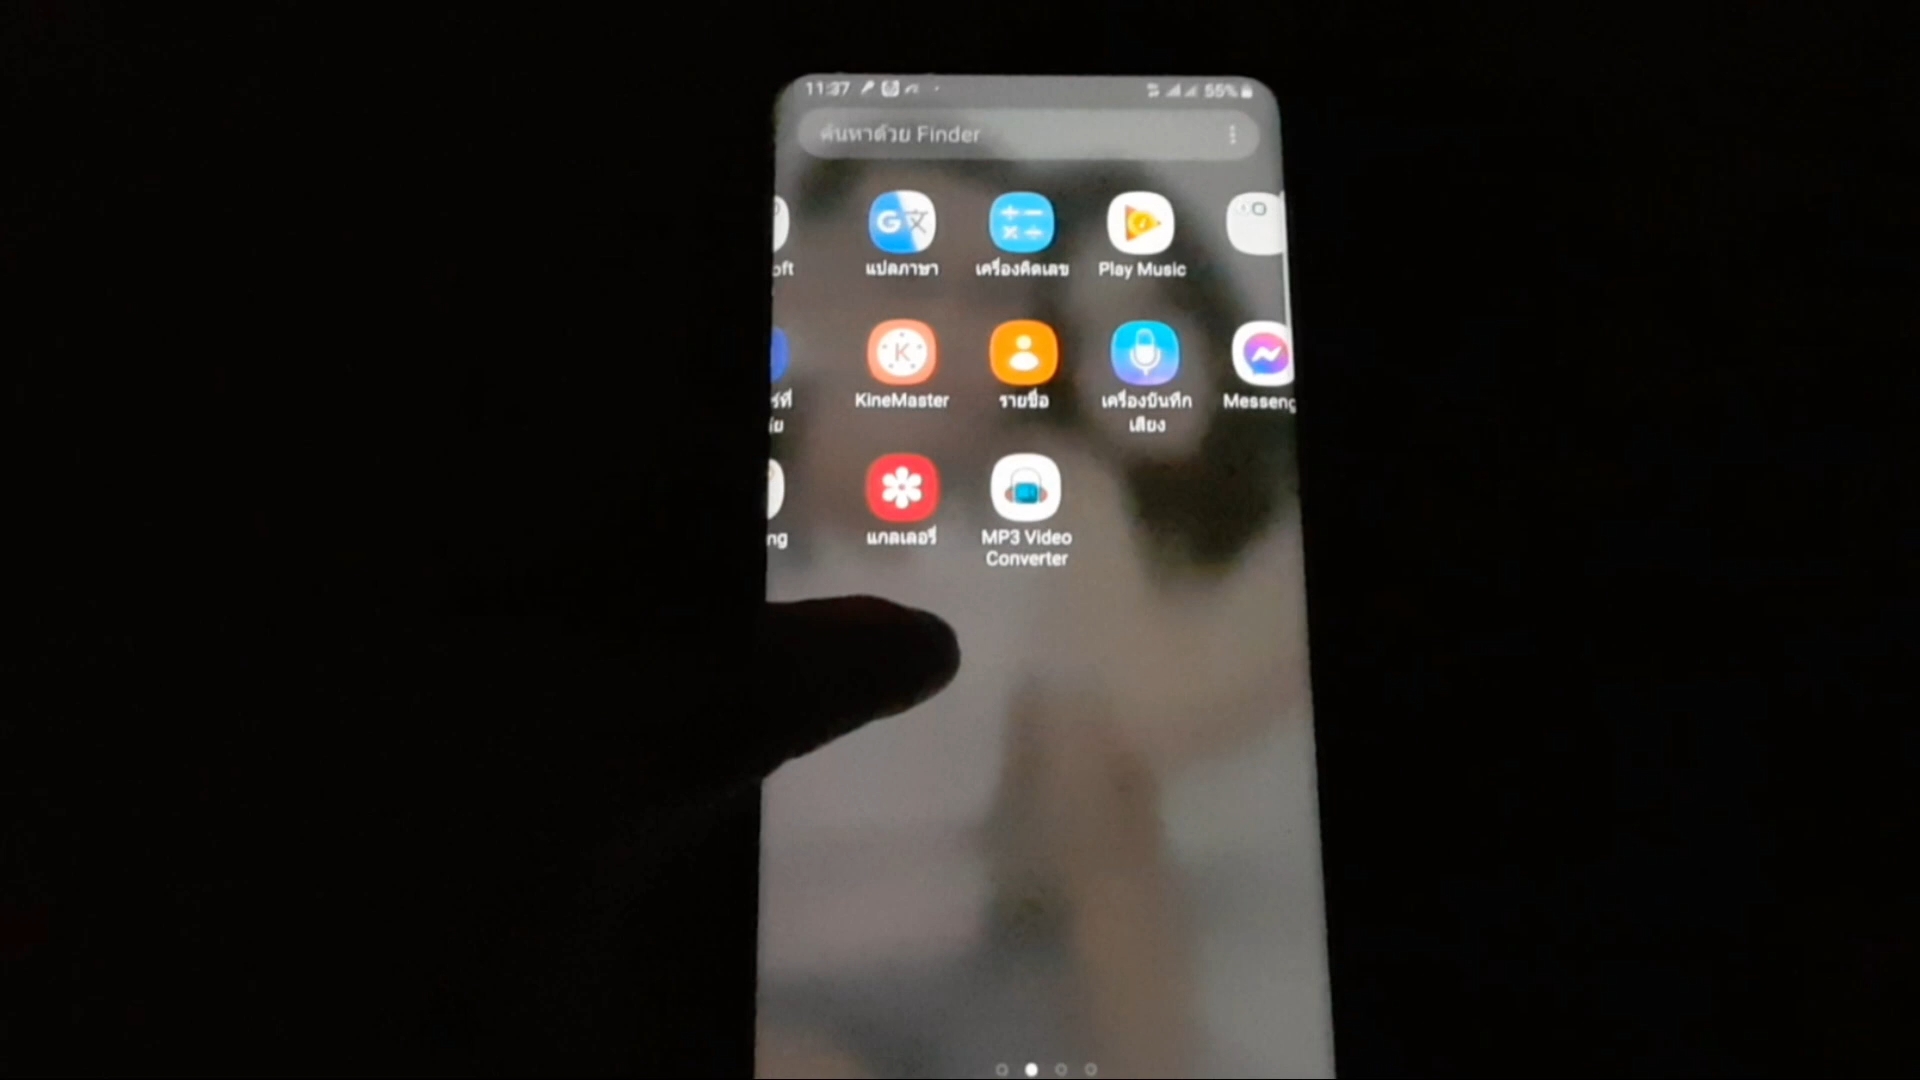 11:37
55%
ค้นหาด้วย Finder
oft
แปลภาษา
เครื่องคิดเลข
Play Music
KineMaster
รายชื่อ
เครื่องบันทึก
เสียง
Messeng
ng
แกลเลอรี่
MP3 Video
Converter